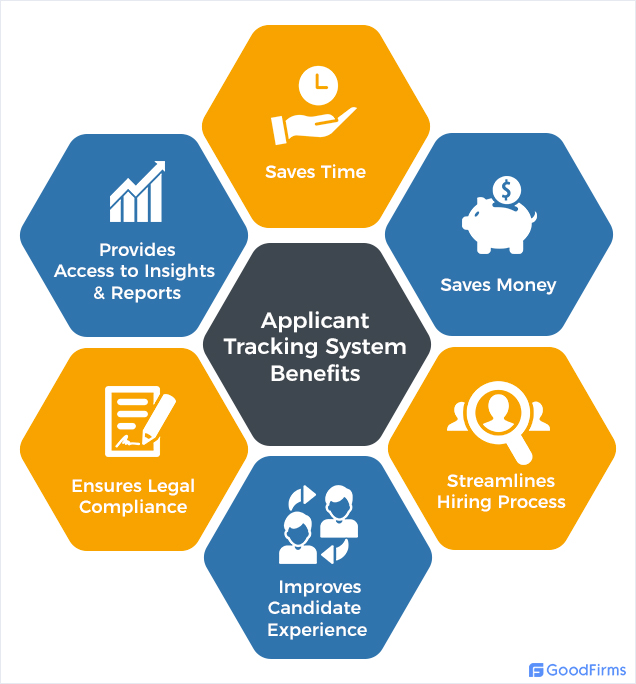 Saves Time
$
Saves Money
Provides
Access to Insights
& Reports
Applicant
Tracking System
Benefits
Ensures Legal
Compliance
Streamlines
Hiring Process
Improves
Candidate
Experience
GoodFirms